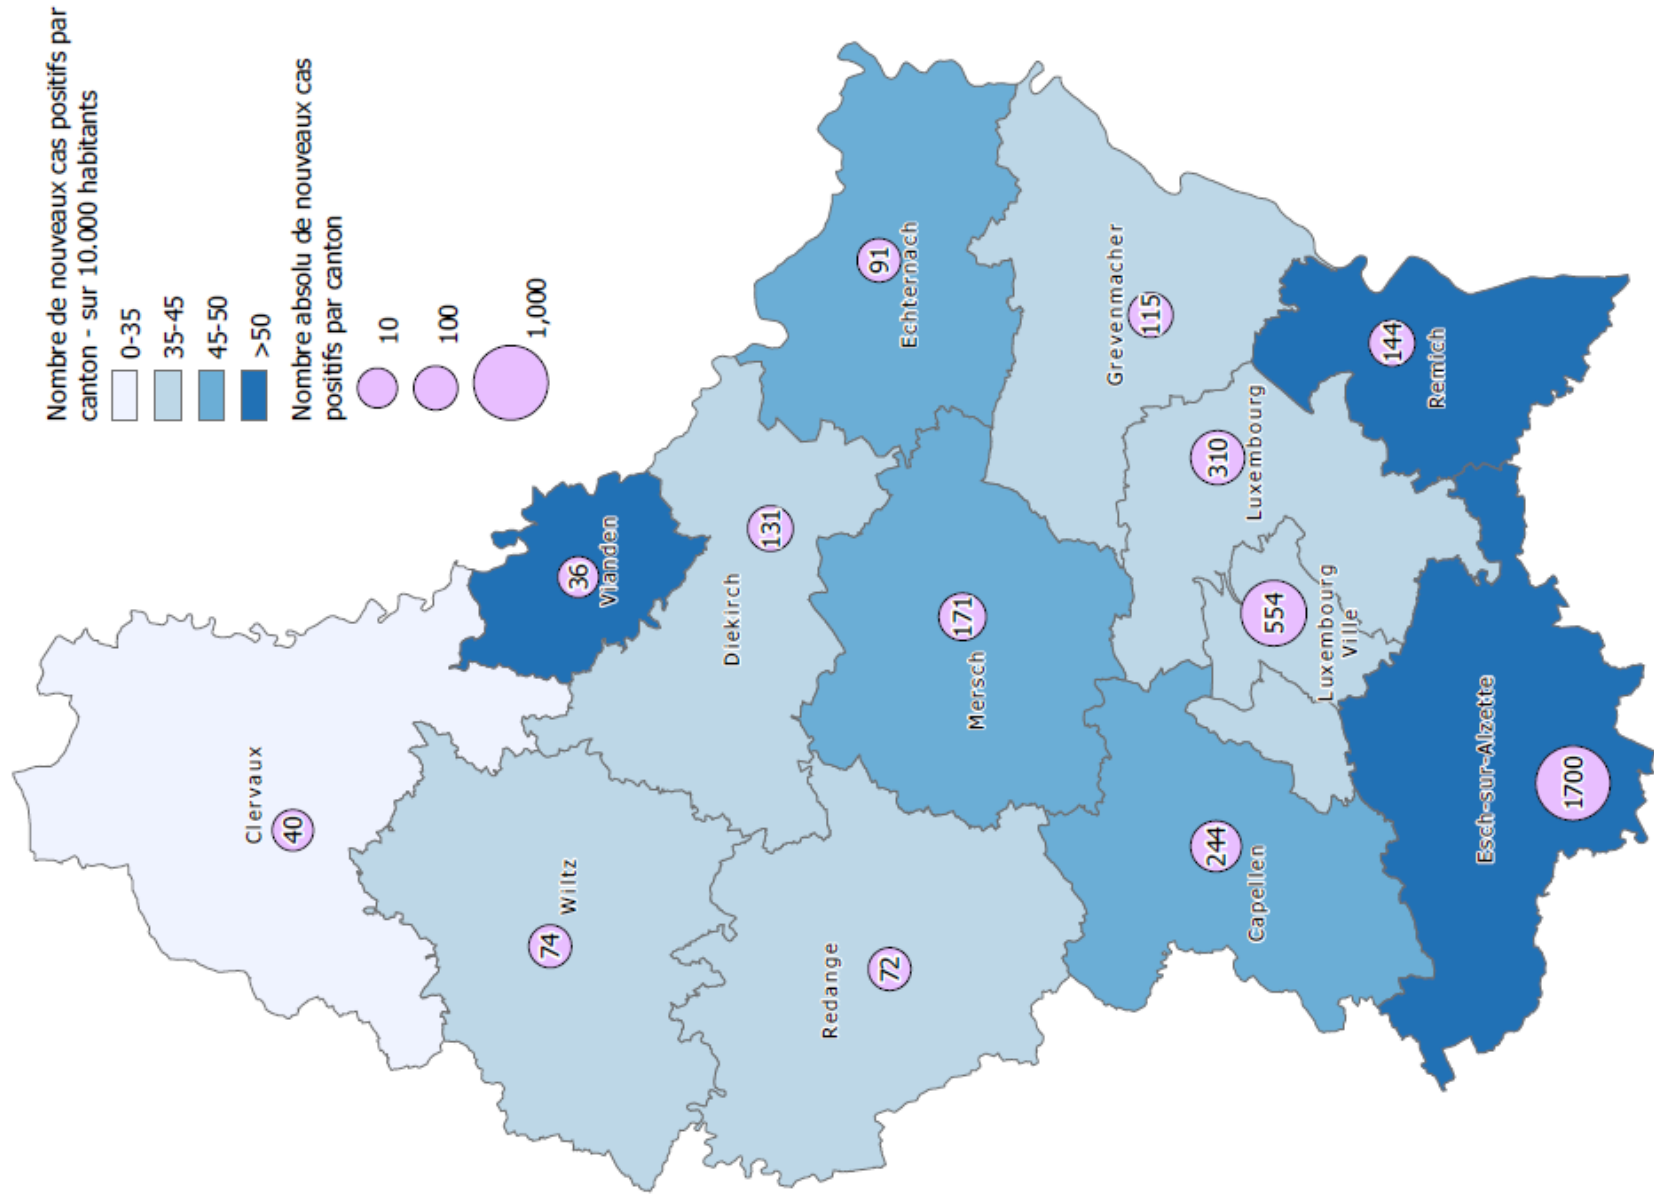 Nombre de nouveaux cas positifs par
canton - sur 10.000 habitants
0-35
35-45
45-50
>50
Nombre absolu de nouveaux cas
positifs par canton
10
100
1,000
Clervaux
40
Wiltz
74
Vianden
36
Diekirch
131
Redange
72
Mersch
171
Echternach
91
Grevenmacher
115
Capellen
244
Luxembourg
310
Luxembourg
Ville
554
Remich
144
Esch-sur-Alzette
1700